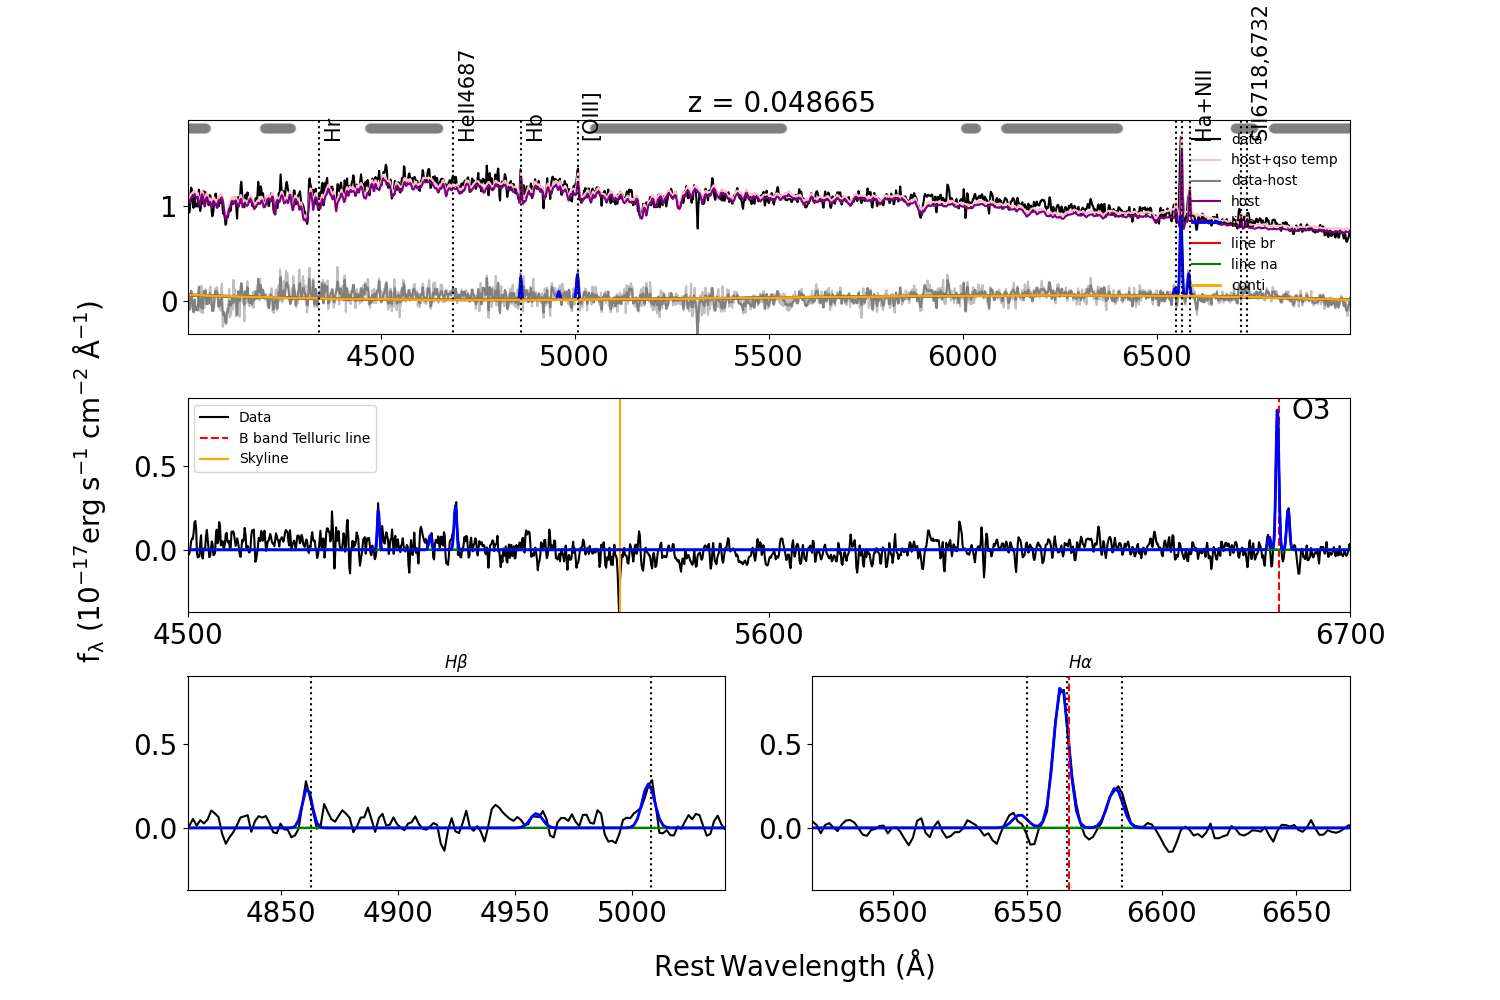 z = 0.048665
Hr
HeII4687
Hb
[OIII]
Ha+NII
SII6718,6732
data
host+qso temp
data-host
host
line br
line na
conti
1
0
4500 5000 5500 6000 6500
f_λ (10^−17 erg s^−1 cm^−2 Å^−1)
Data
B band Telluric line
Skyline
O3
0.5
0.0
4500 5600 6700
Hβ
0.5
0.0
4850 4900 4950 5000
Hα
0.5
0.0
6500 6550 6600 6650
Rest Wavelength (Å)